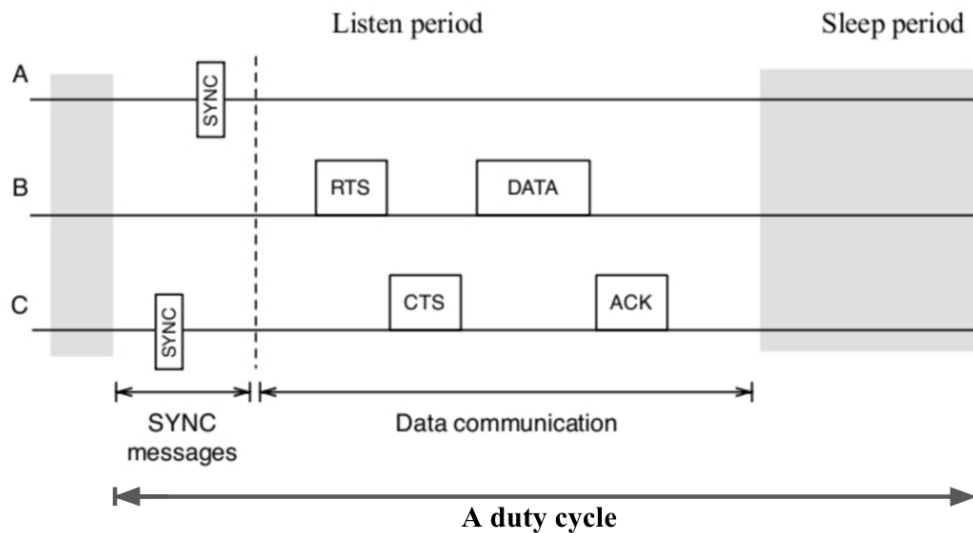 Listen period
Sleep period
A
SYNC
B
RTS
DATA
C
SYNC
CTS
ACK
SYNC
messages
Data communication
A duty cycle